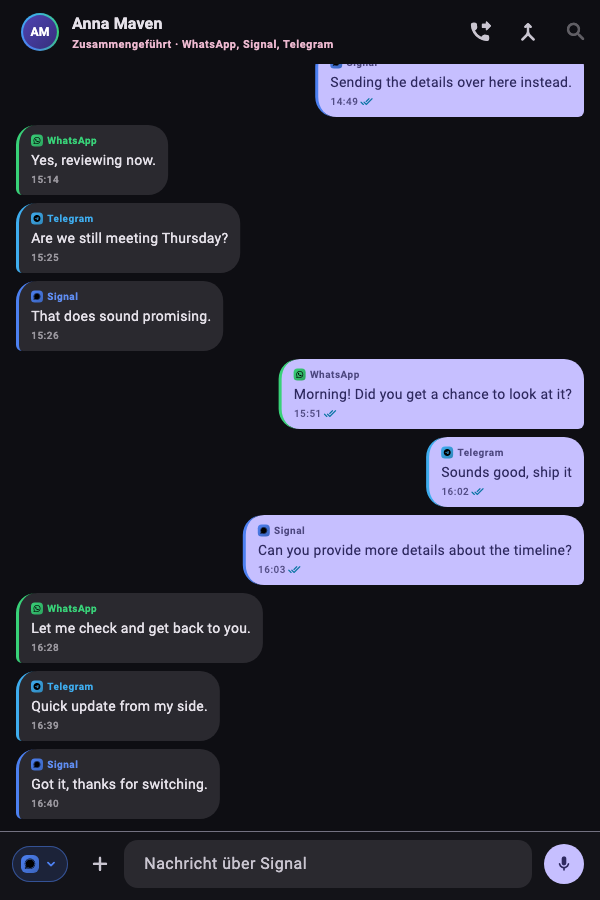 AM
Anna Maven
Zusammengeführt · WhatsApp, Signal, Telegram
Signal
Sending the details over here instead.
14:49
WhatsApp
Yes, reviewing now.
15:14
Telegram
Are we still meeting Thursday?
15:25
Signal
That does sound promising.
15:26
WhatsApp
Morning! Did you get a chance to look at it?
15:51
Telegram
Sounds good, ship it
16:02
Signal
Can you provide more details about the timeline?
16:03
WhatsApp
Let me check and get back to you.
16:28
Telegram
Quick update from my side.
16:39
Signal
Got it, thanks for switching.
16:40
Nachricht über Signal